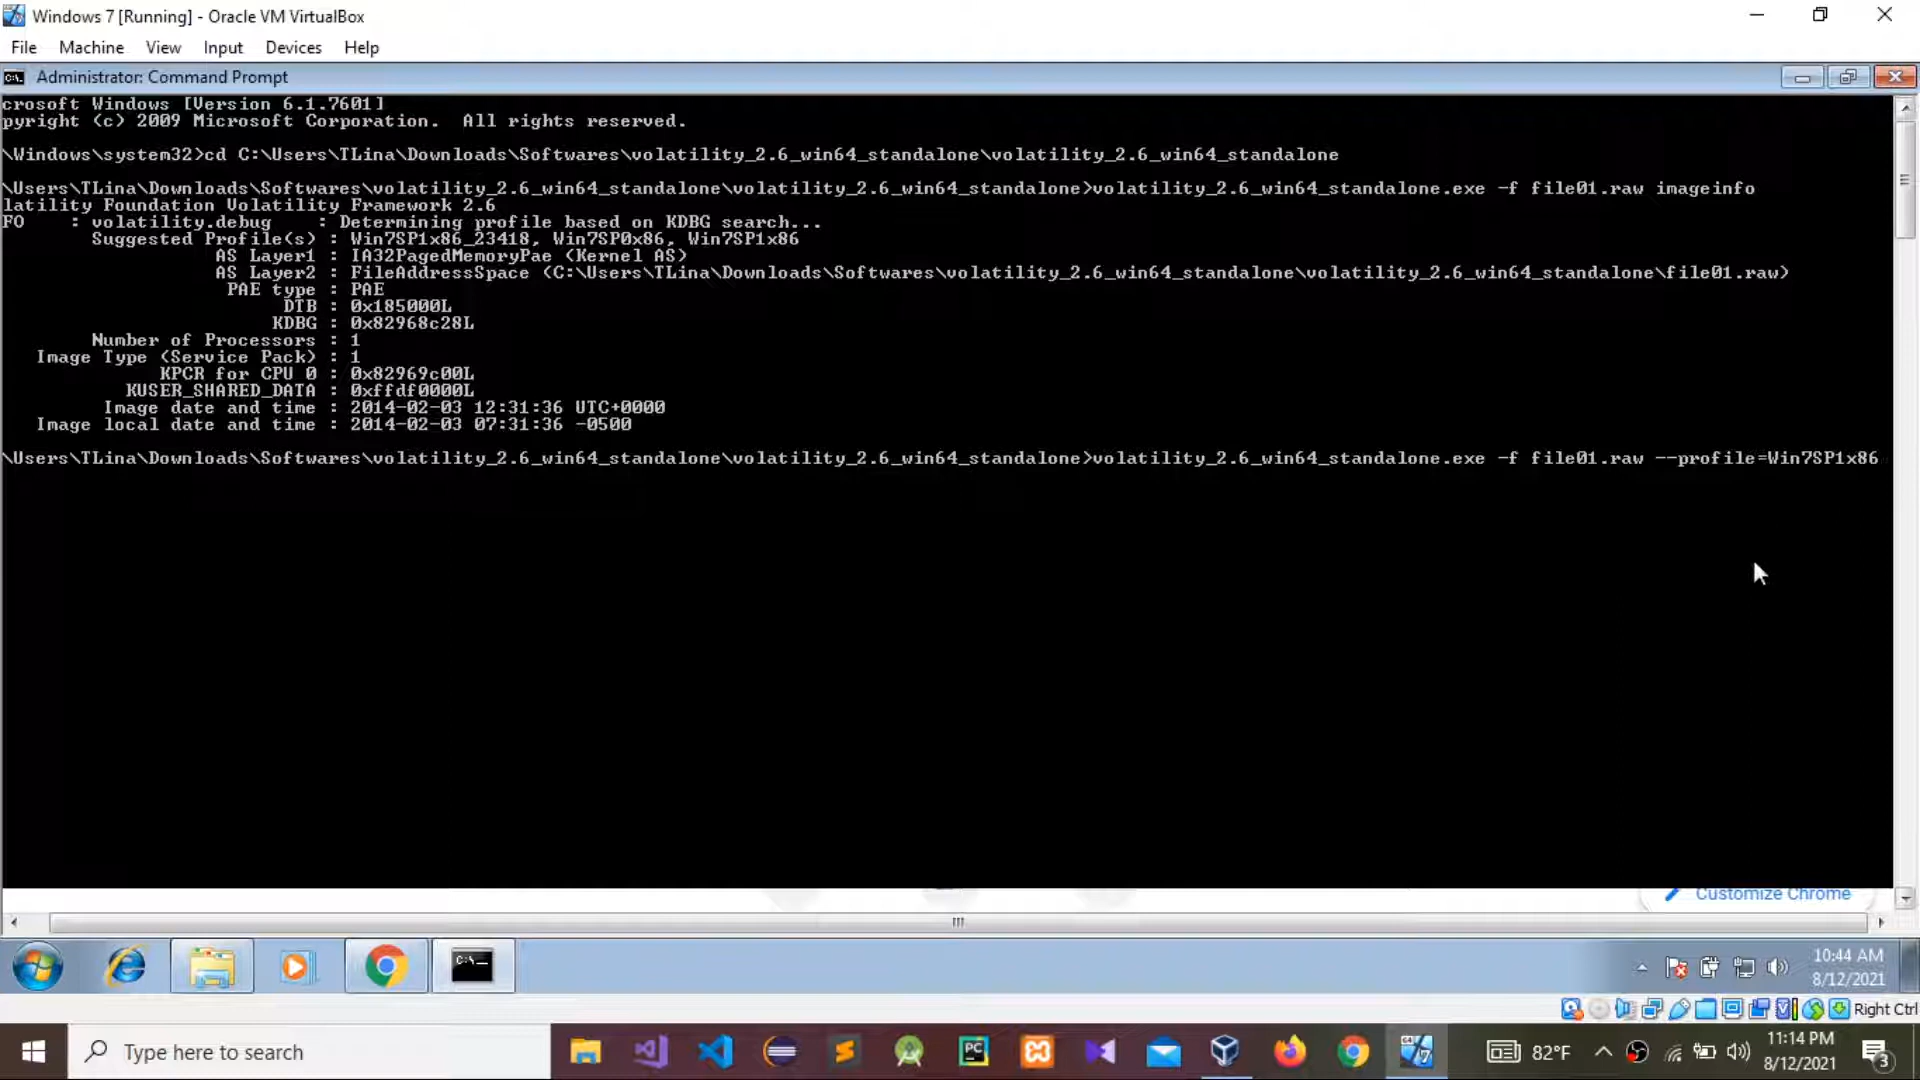 Windows 7 [Running] - Oracle VM VirtualBox
File Machine View Input Devices Help
Administrator: Command Prompt
crosoft Windows [Version 6.1.7601]
pyright (c) 2009 Microsoft Corporation.  All rights reserved.
\Windows\system32>cd C:\Users\TLina\Downloads\Softwares\volatility_2.6_win64_standalone\volatility_2.6_win64_standalone
\Users\TLina\Downloads\Softwares\volatility_2.6_win64_standalone\volatility_2.6_win64_standalone>volatility_2.6_win64_standalone.exe -f file01.raw imageinfo
latility Foundation Volatility Framework 2.6
FO    : volatility.debug    : Determining profile based on KDBG search...
Suggested Profile(s) : Win7SP1x86_23418, Win7SP0x86, Win7SP1x86
AS Layer1 : IA32PagedMemoryPae (Kernel AS)
AS Layer2 : FileAddressSpace (C:\Users\TLina\Downloads\Softwares\volatility_2.6_win64_standalone\volatility_2.6_win64_standalone\file01.raw)
PAE type : PAE
DTB : 0x185000L
KDBG : 0x82968c28L
Number of Processors : 1
Image Type (Service Pack) : 1
KPCR for CPU 0 : 0x82969c00L
KUSER_SHARED_DATA : 0xffdf0000L
Image date and time : 2014-02-03 12:31:36 UTC+0000
Image local date and time : 2014-02-03 07:31:36 -0500
\Users\TLina\Downloads\Softwares\volatility_2.6_win64_standalone\volatility_2.6_win64_standalone>volatility_2.6_win64_standalone.exe -f file01.raw --profile=Win7SP1x86
Customize Chrome
10:44 AM
8/12/2021
Right Ctrl
Type here to search
82°F
11:14 PM
8/12/2021
3